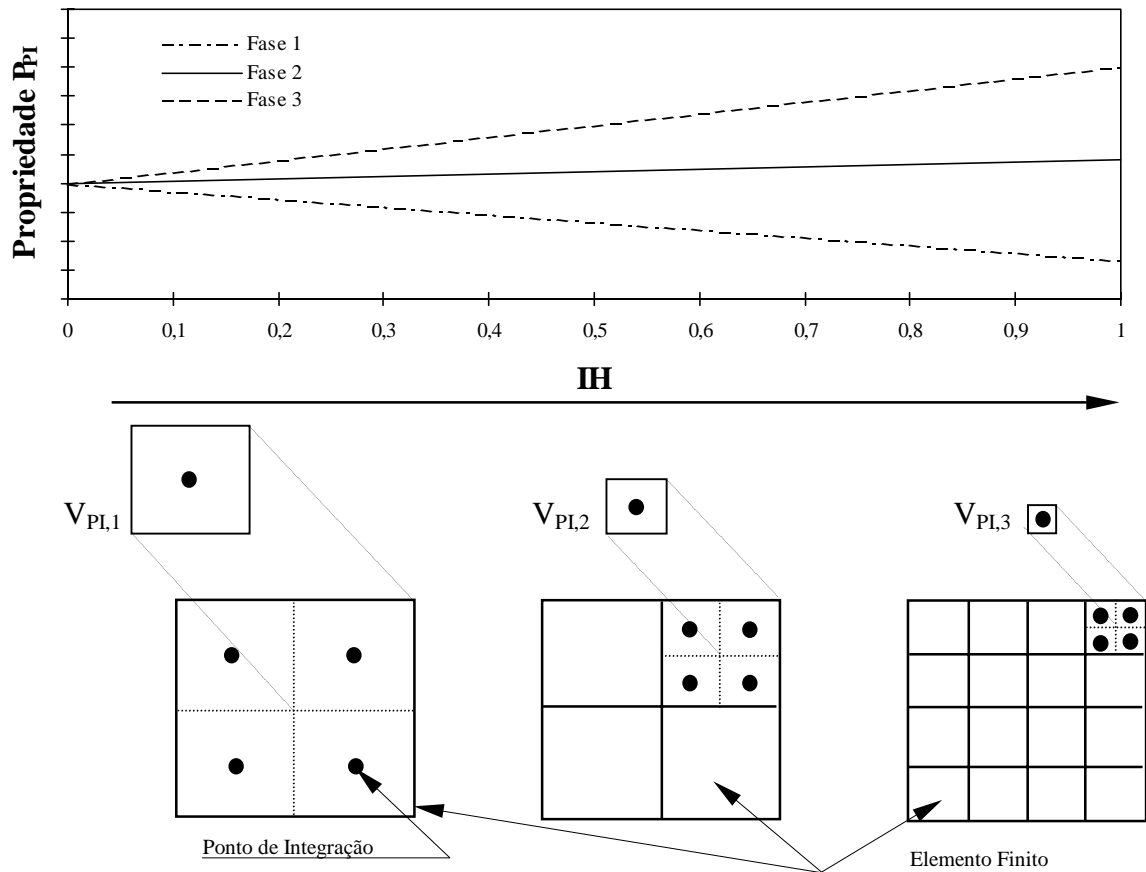 Propriedade P_PI
Fase 1
Fase 2
Fase 3
0 0,1 0,2 0,3 0,4 0,5 0,6 0,7 0,8 0,9 1
IH
V_PI,1
V_PI,2
V_PI,3
Ponto de Integração
Elemento Finito